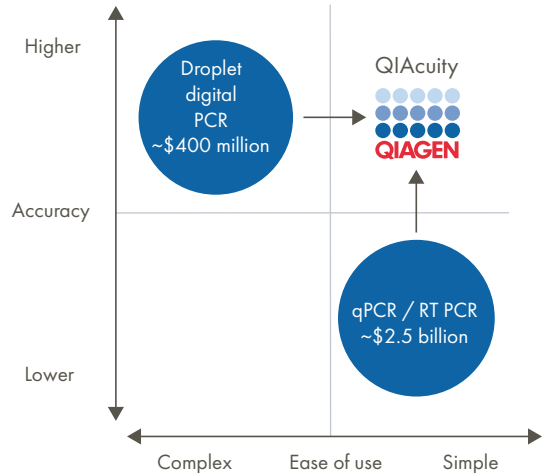 Higher
Droplet
digital
PCR
~$400 million
QIAcuity
QIAGEN
Accuracy
qPCR / RT PCR
~$2.5 billion
Lower
Complex
Ease of use
Simple